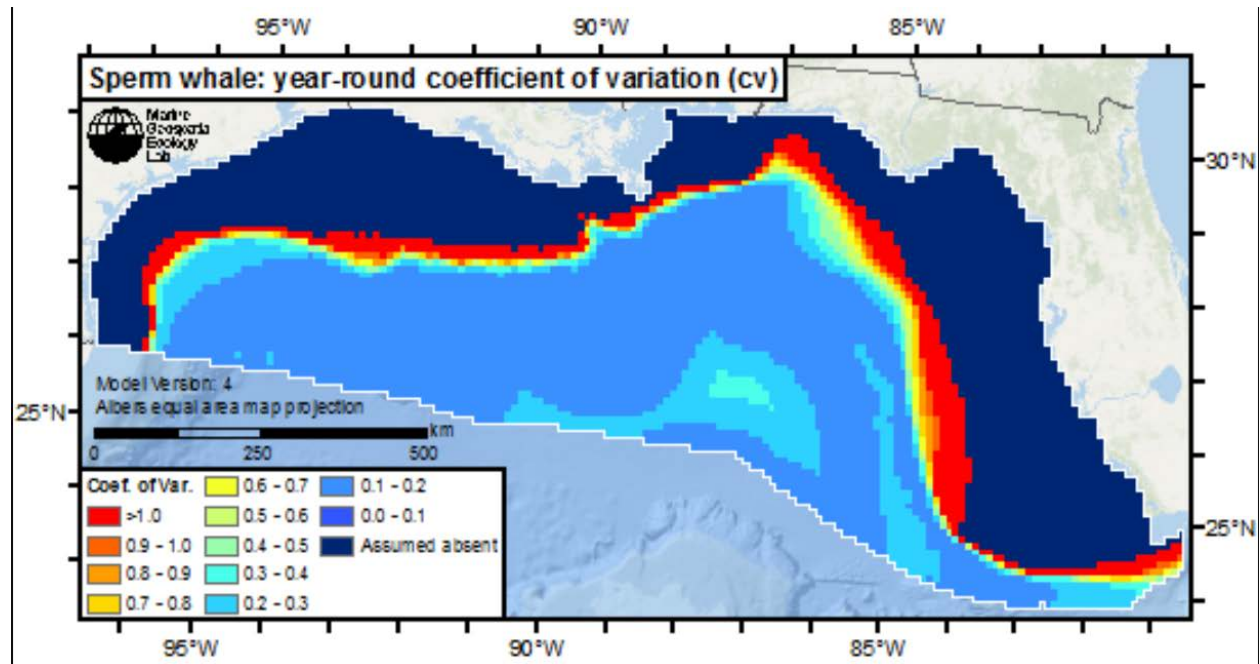 95°W 90°W 85°W
Sperm whale: year-round coefficient of variation (cv)
Marine
Geospatial
Ecology
Lab
30°N
Model Version: 4
25°N
Albers equal area map projection
km
0 250 500
Coef. of Var. 0.6 - 0.7 0.1 - 0.2
>1.0 0.5 - 0.6 0.0 - 0.1
0.9 - 1.0 0.4 - 0.5 Assumed absent
0.8 - 0.9 0.3 - 0.4
0.7 - 0.8 0.2 - 0.3
25°N
95°W 90°W 85°W